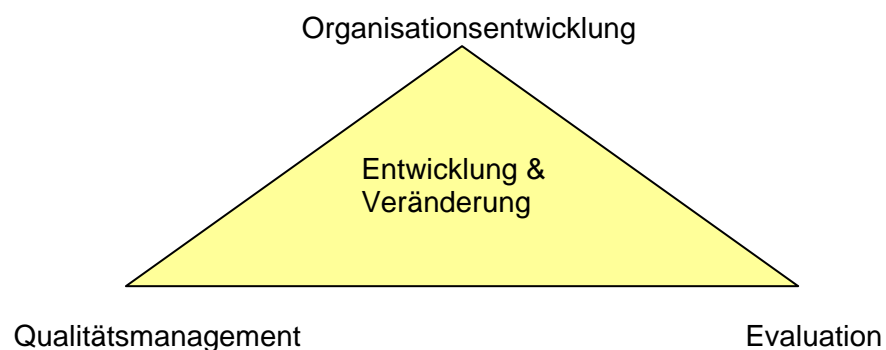 Organisationsentwicklung
Entwicklung &
Veränderung
Qualitätsmanagement
Evaluation